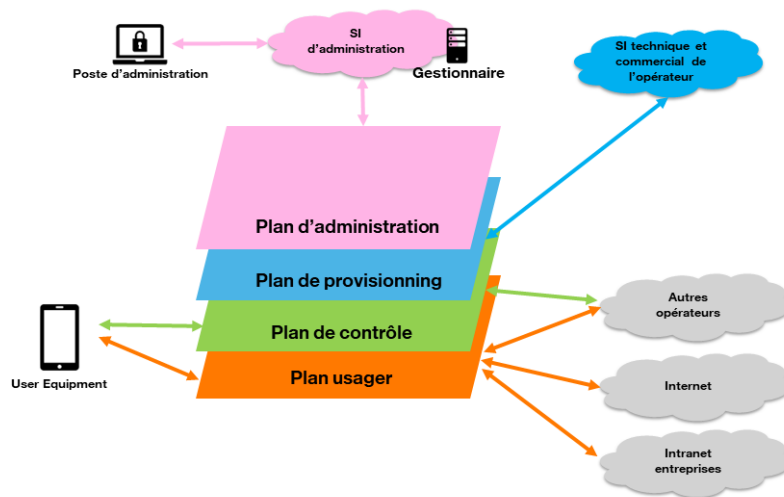 SI
d'administration
Poste d'administration
Gestionnaire
SI technique et
commercial de
l'opérateur
Plan d'administration
Plan de provisionning
Plan de contrôle
Plan usager
User Equipment
Autres
opérateurs
Internet
Intranet
entreprises